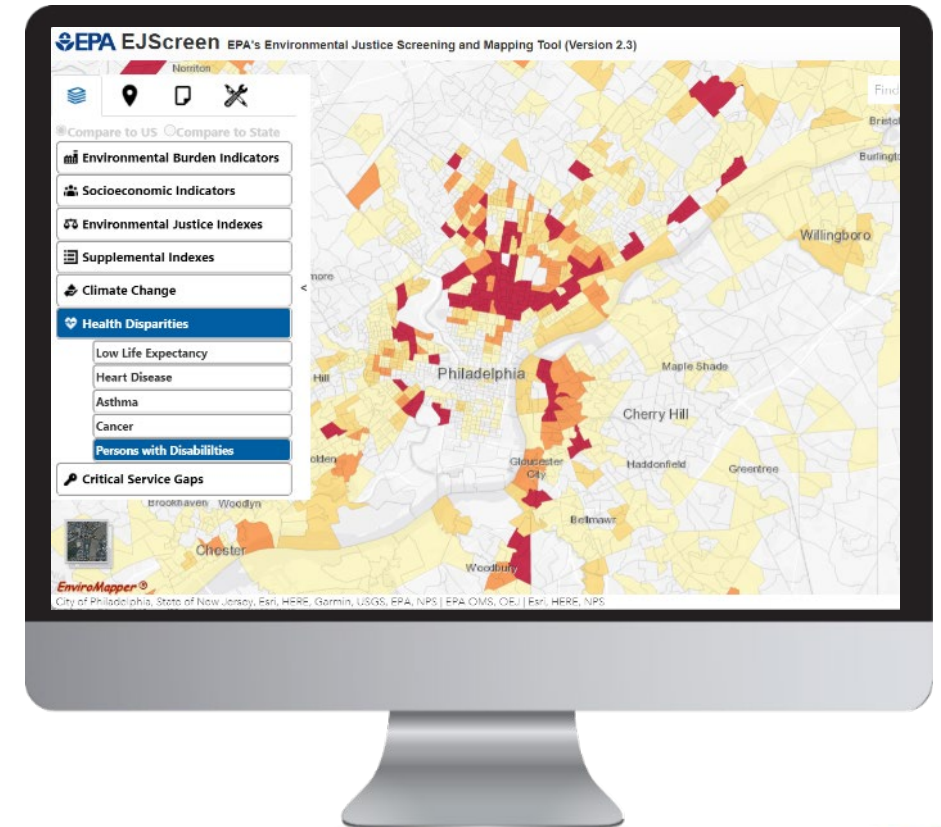 EPA EJScreen EPA's Environmental Justice Screening and Mapping Tool (Version 2.3)
Norriton
Find
Compare to US Compare to State
Bristol
Environmental Burden Indicators
Burlingt
Socioeconomic Indicators
Environmental Justice Indexes
Willingboro
Supplemental Indexes
more
Climate Change
<
Health Disparities
Low Life Expectancy
Maple Shade
Heart Disease
Hill
Philadelphia
Asthma
Cherry Hill
Cancer
Persons with Disabililties
olden
Gloucester
City
Haddonfield
Greentree
Critical Service Gaps
Brookhaven Woodlyn
Bellmawr
Chester
Woodbury
EnviroMapper ®
City of Philadelphia, State of New Jersey, Esri, HERE, Garmin, USGS, EPA, NPS | EPA OMS, OEJ | Esri, HERE, NPS